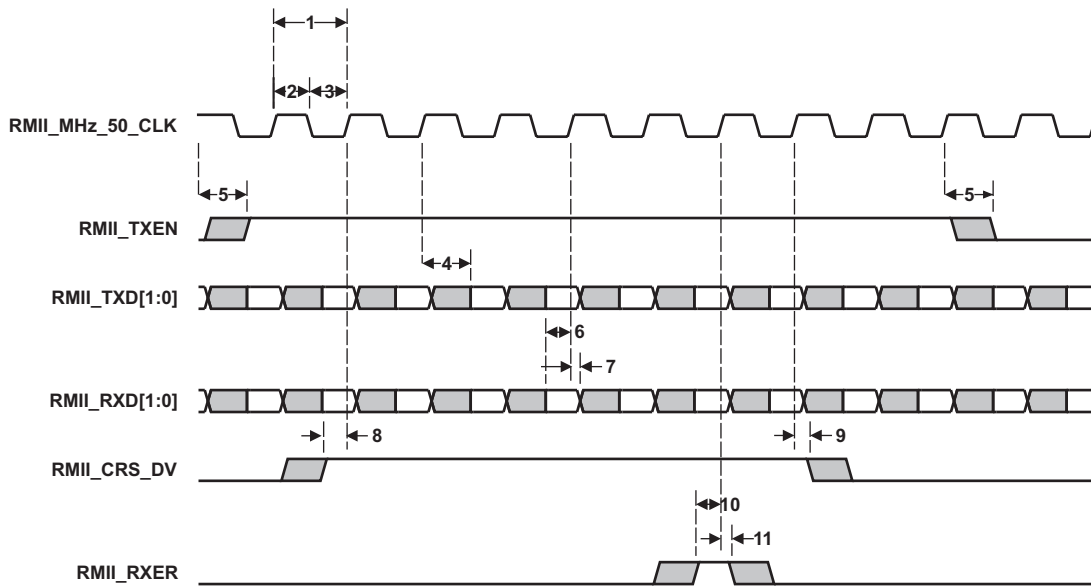 1
2 3
RMII_MHz_50_CLK
5 5
RMII_TXEN
4
RMII_TXD[1:0]
6
7
RMII_RXD[1:0]
8 9
RMII_CRS_DV
10
11
RMII_RXER